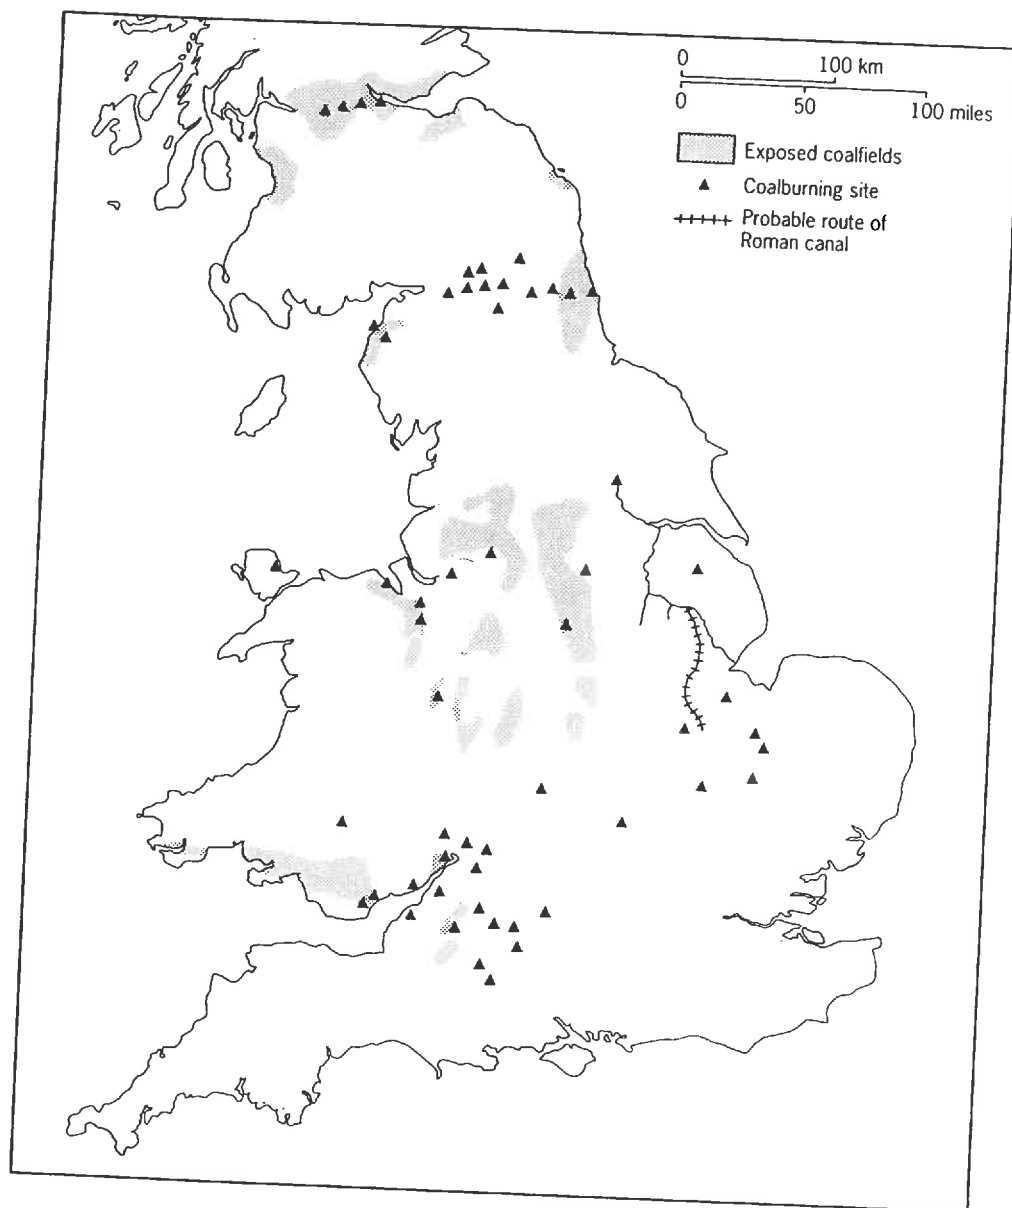 0 100 km
0 50 100 miles
Exposed coalfields
Coalburning site
Probable route of
Roman canal